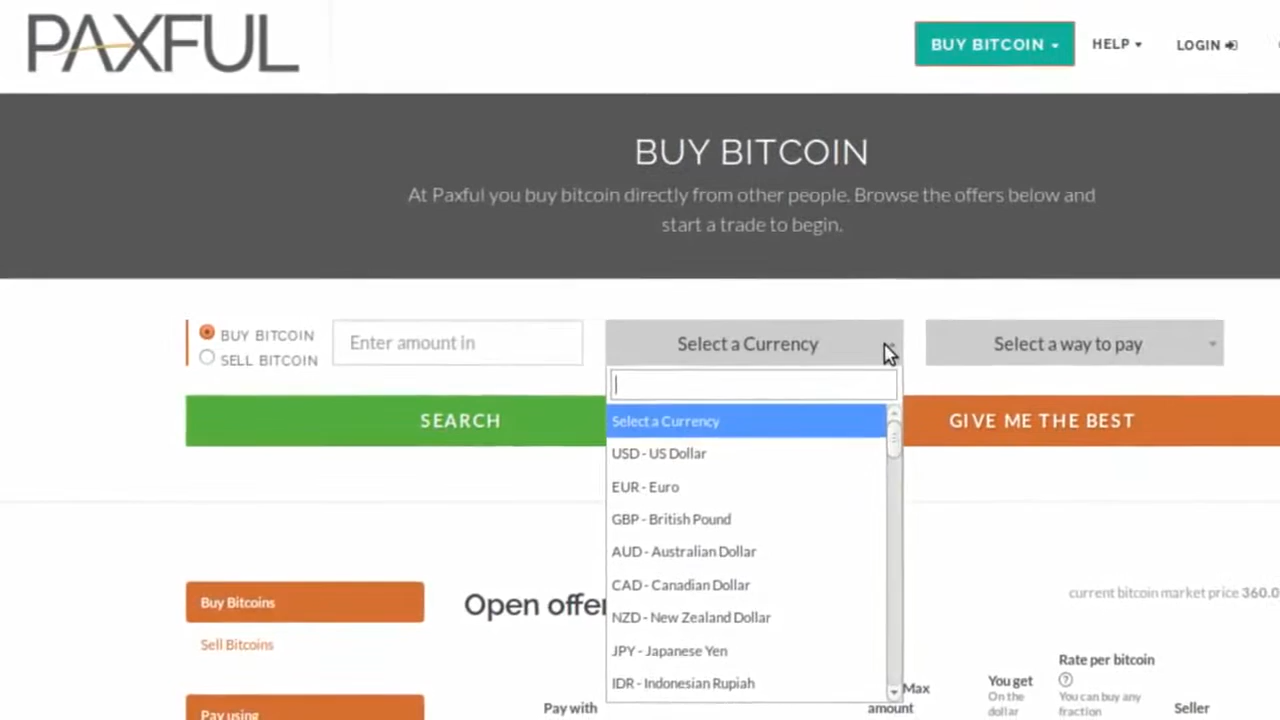 PAXFUL
BUY BITCOIN
HELP
LOGIN
BUY BITCOIN
At Paxful you buy bitcoin directly from other people. Browse the offers below and
start a trade to begin.
BUY BITCOIN
SELL BITCOIN
Enter amount in
Select a Currency
Select a way to pay
SEARCH
GIVE ME THE BEST
Select a Currency
USD - US Dollar
EUR - Euro
GBP - British Pound
AUD - Australian Dollar
CAD - Canadian Dollar
NZD - New Zealand Dollar
JPY - Japanese Yen
IDR - Indonesian Rupiah
Buy Bitcoins
Sell Bitcoins
Pay using
Open offer
current bitcoin market price 360.0
Pay with
Max
amount
You get
On the
dollar
Rate per bitcoin
?
You can buy any
fraction
Seller